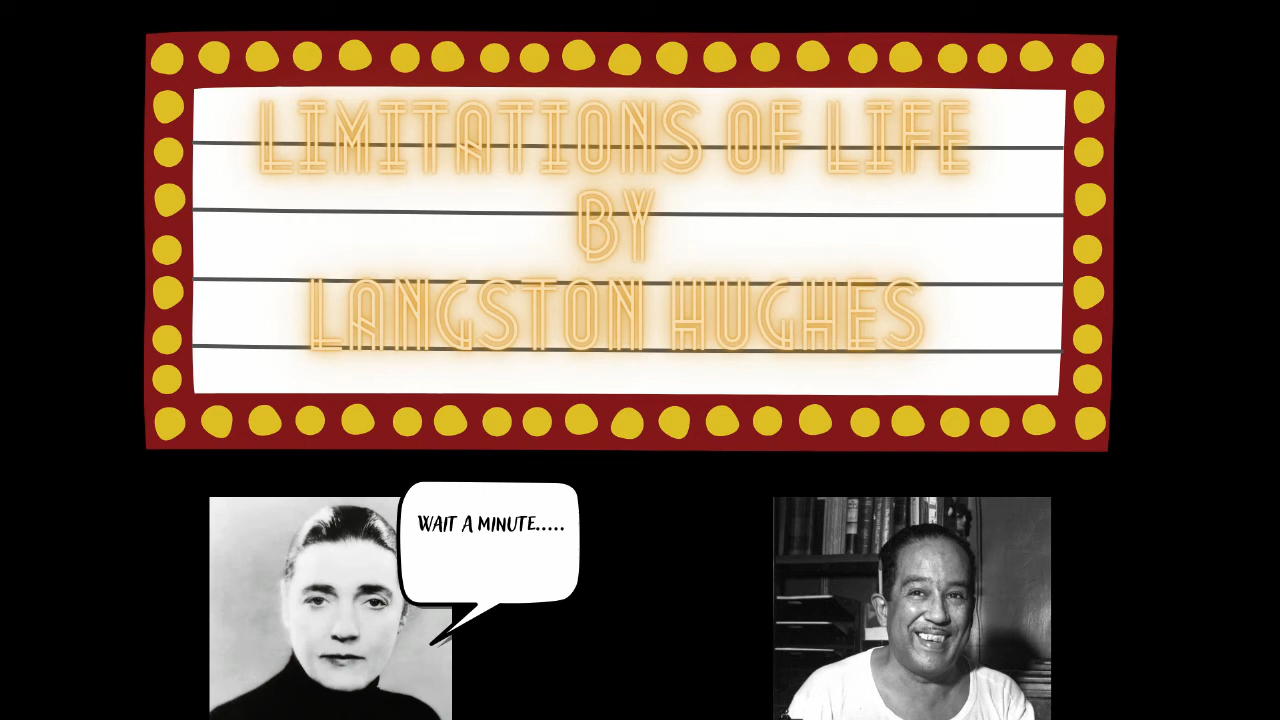 LIMITATIONS OF LIFE
BY
LANGSTON HUGHES
WAIT A MINUTE.....